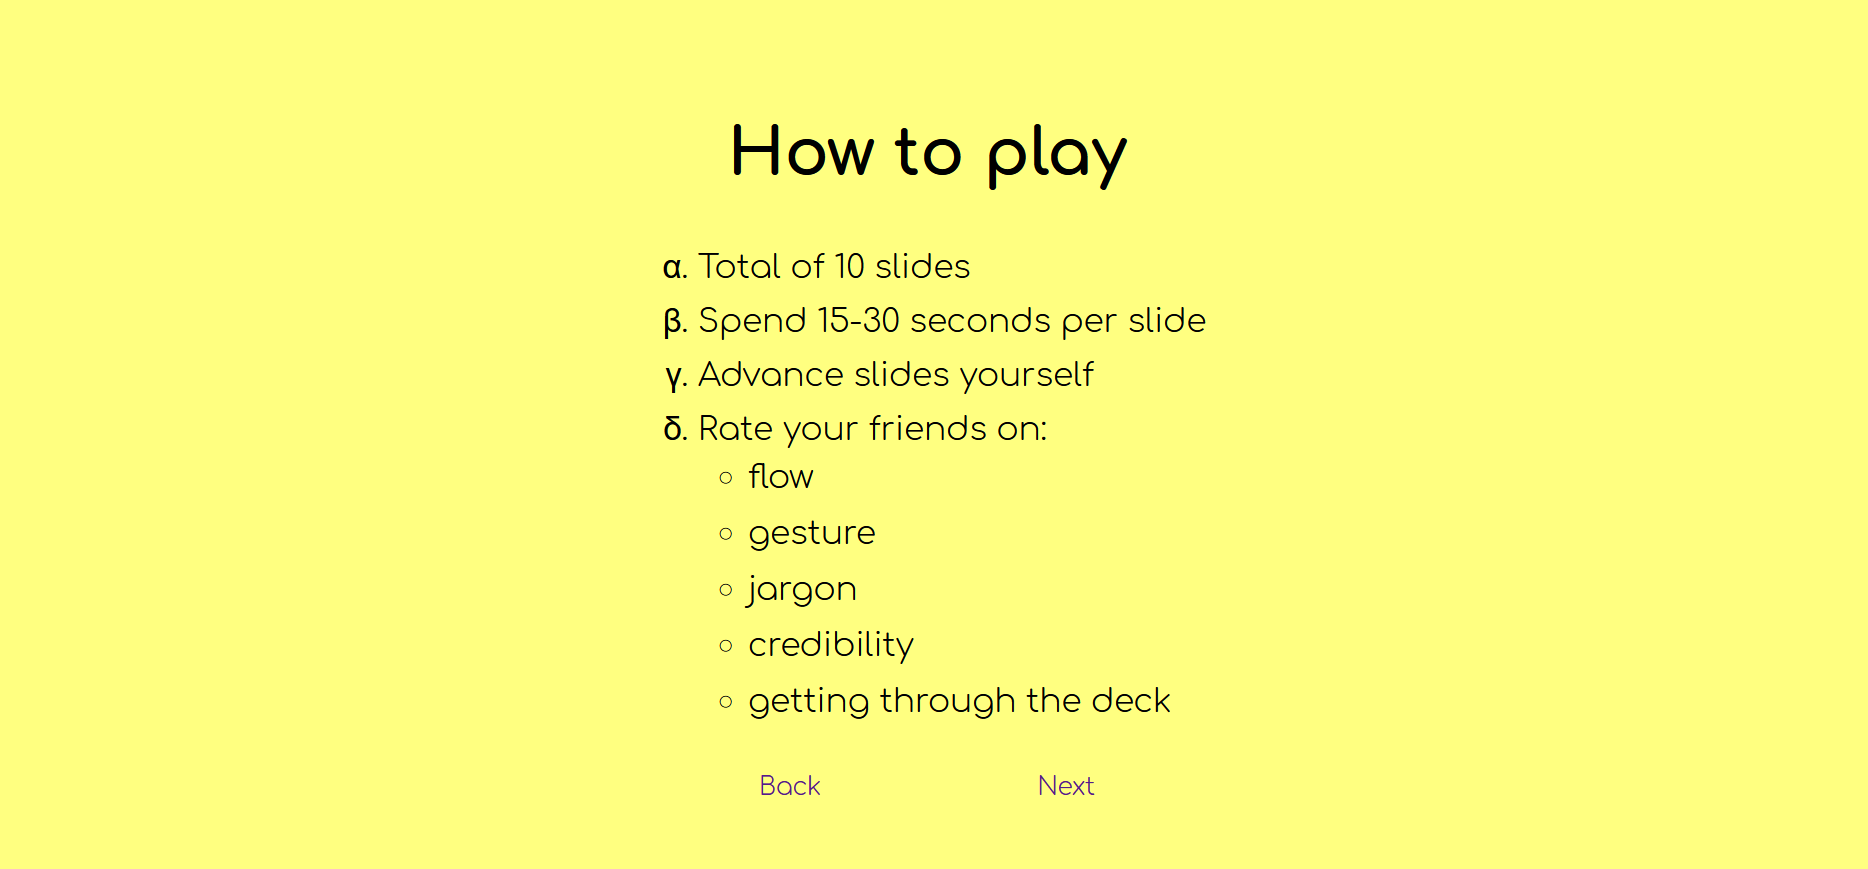 How to play
α. Total of 10 slides
β. Spend 15-30 seconds per slide
γ. Advance slides yourself
δ. Rate your friends on:
◦ flow
◦ gesture
◦ jargon
◦ credibility
◦ getting through the deck
Back Next